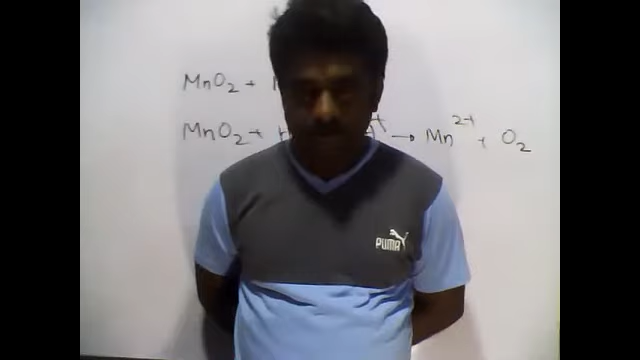 MnO₂ +
MnO₂ + → Mn²⁺ + O₂
PUMA